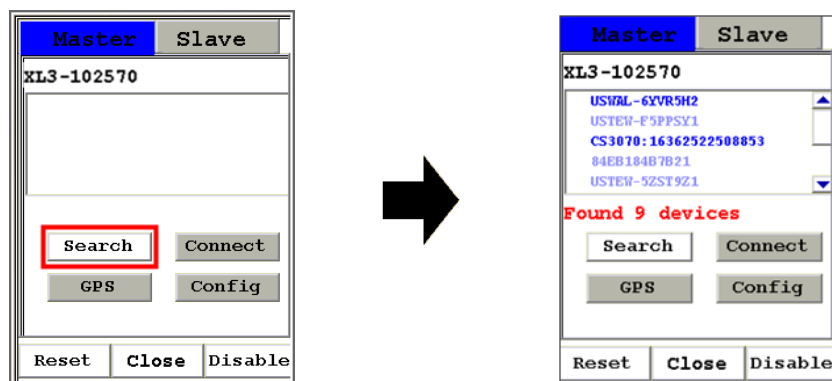 Master Slave
XL3-102570
Search Connect
GPS Config
Reset Close Disable
Master Slave
XL3-102570
USWAL-6YVR5H2
USTEW-F5PPSY1
CS3070:16362522508853
84EB184B7B21
USTEW-5ZST9Z1
Found 9 devices
Search Connect
GPS Config
Reset Close Disable